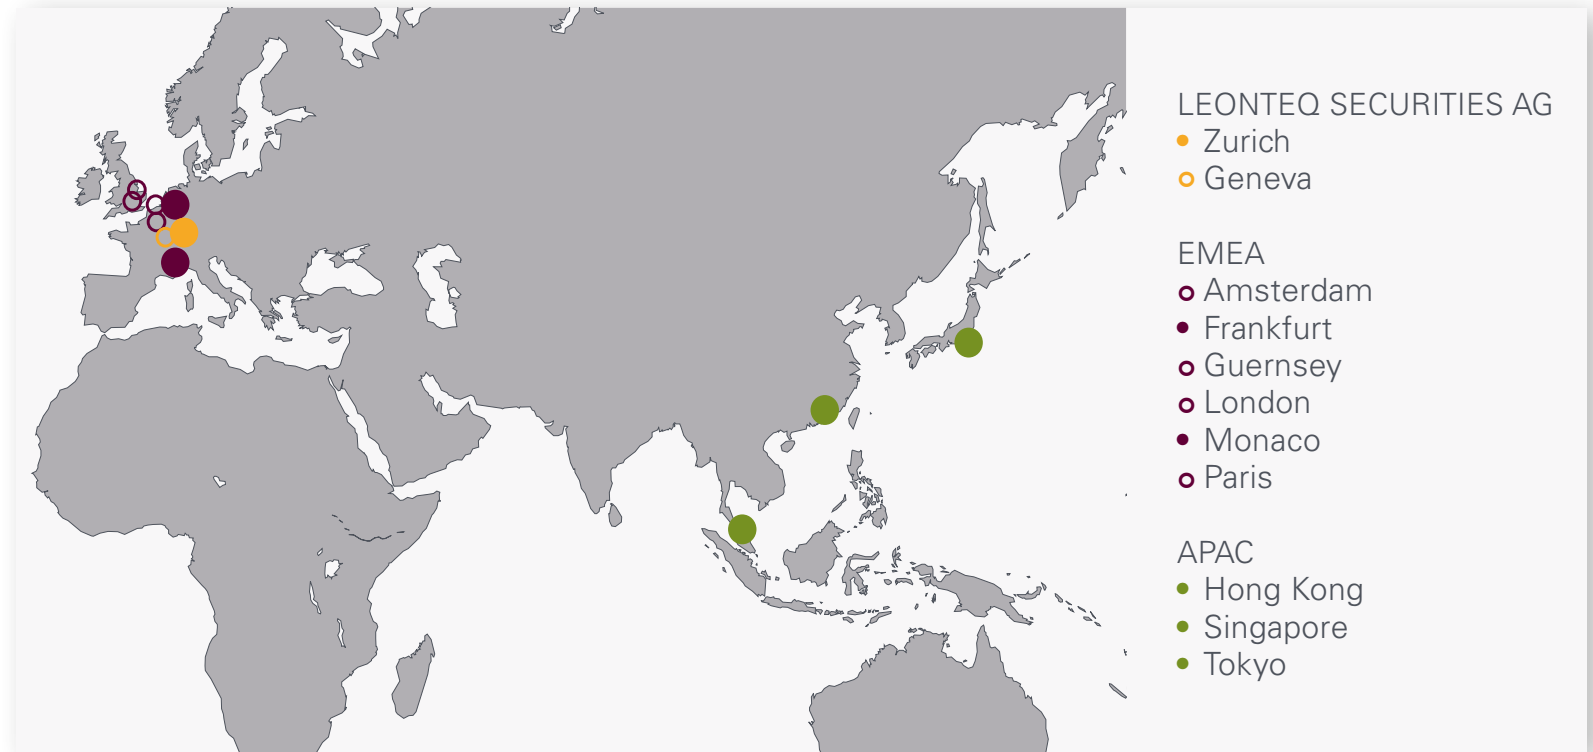 LEONTEQ SECURITIES AG
Zurich
Geneva
EMEA
Amsterdam
Frankfurt
Guernsey
London
Monaco
Paris
APAC
Hong Kong
Singapore
Tokyo